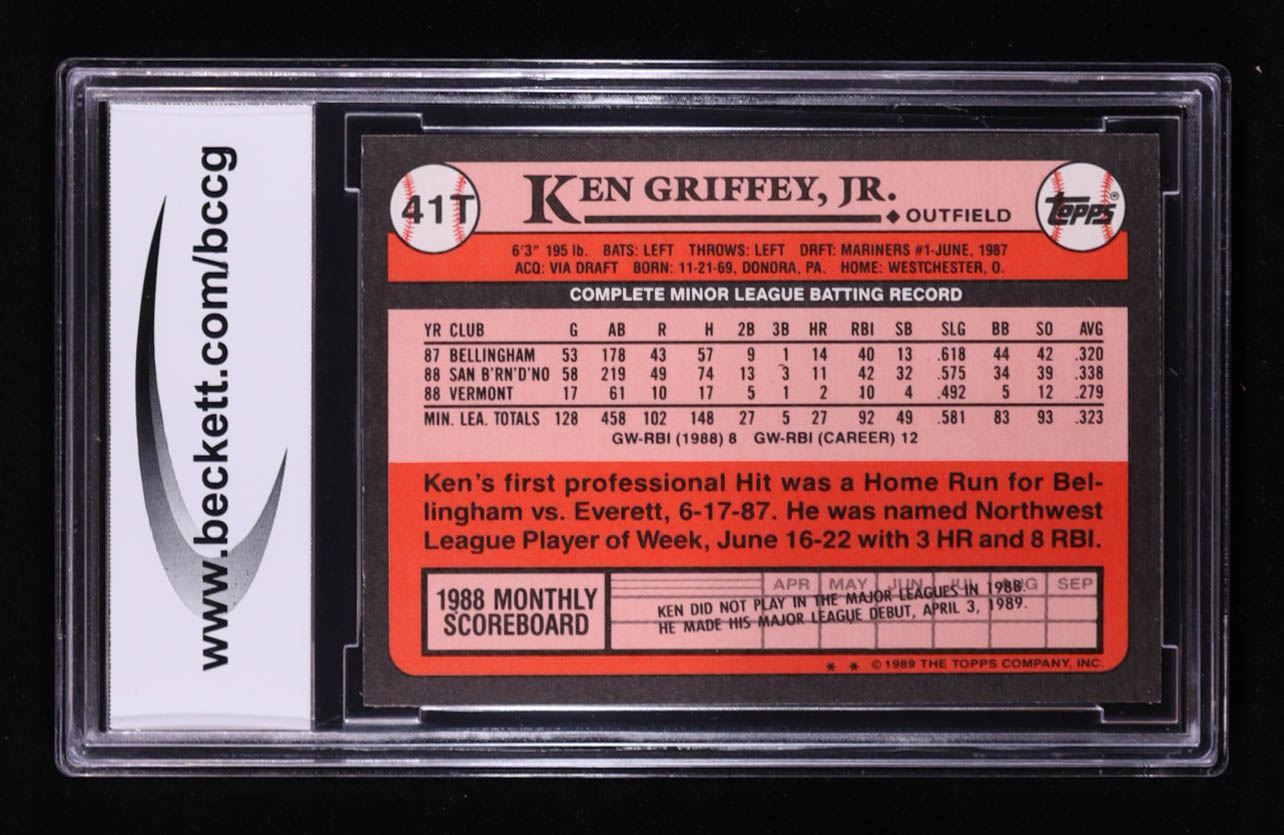 www.beckett.com/bccg
41T
KEN GRIFFEY, JR.
◆ OUTFIELD
TOPPS®
6'3" 195 lb. BATS: LEFT THROWS: LEFT DRFT: MARINERS #1-JUNE, 1987
ACQ: VIA DRAFT BORN: 11-21-69, DONORA, PA. HOME: WESTCHESTER, O.
COMPLETE MINOR LEAGUE BATTING RECORD
YR CLUB G AB R H 2B 3B HR RBI SB SLG BB SO AVG
87 BELLINGHAM 53 178 43 57 9 1 14 40 13 .618 44 42 .320
88 SAN B'RN'D'NO 58 219 49 74 13 3 11 42 32 .575 34 39 .338
88 VERMONT 17 61 10 17 5 1 2 10 4 .492 5 12 .279
MIN. LEA. TOTALS 128 458 102 148 27 5 27 92 49 .581 83 93 .323
GW-RBI (1988) 8 GW-RBI (CAREER) 12
Ken's first professional Hit was a Home Run for Bel-
lingham vs. Everett, 6-17-87. He was named Northwest
League Player of Week, June 16-22 with 3 HR and 8 RBI.
1988 MONTHLY
SCOREBOARD
APR MAY JUN JUL AUG SEP
KEN DID NOT PLAY IN THE MAJOR LEAGUES IN 1988.
HE MADE HIS MAJOR LEAGUE DEBUT, APRIL 3, 1989.
* * © 1989 THE TOPPS COMPANY, INC.